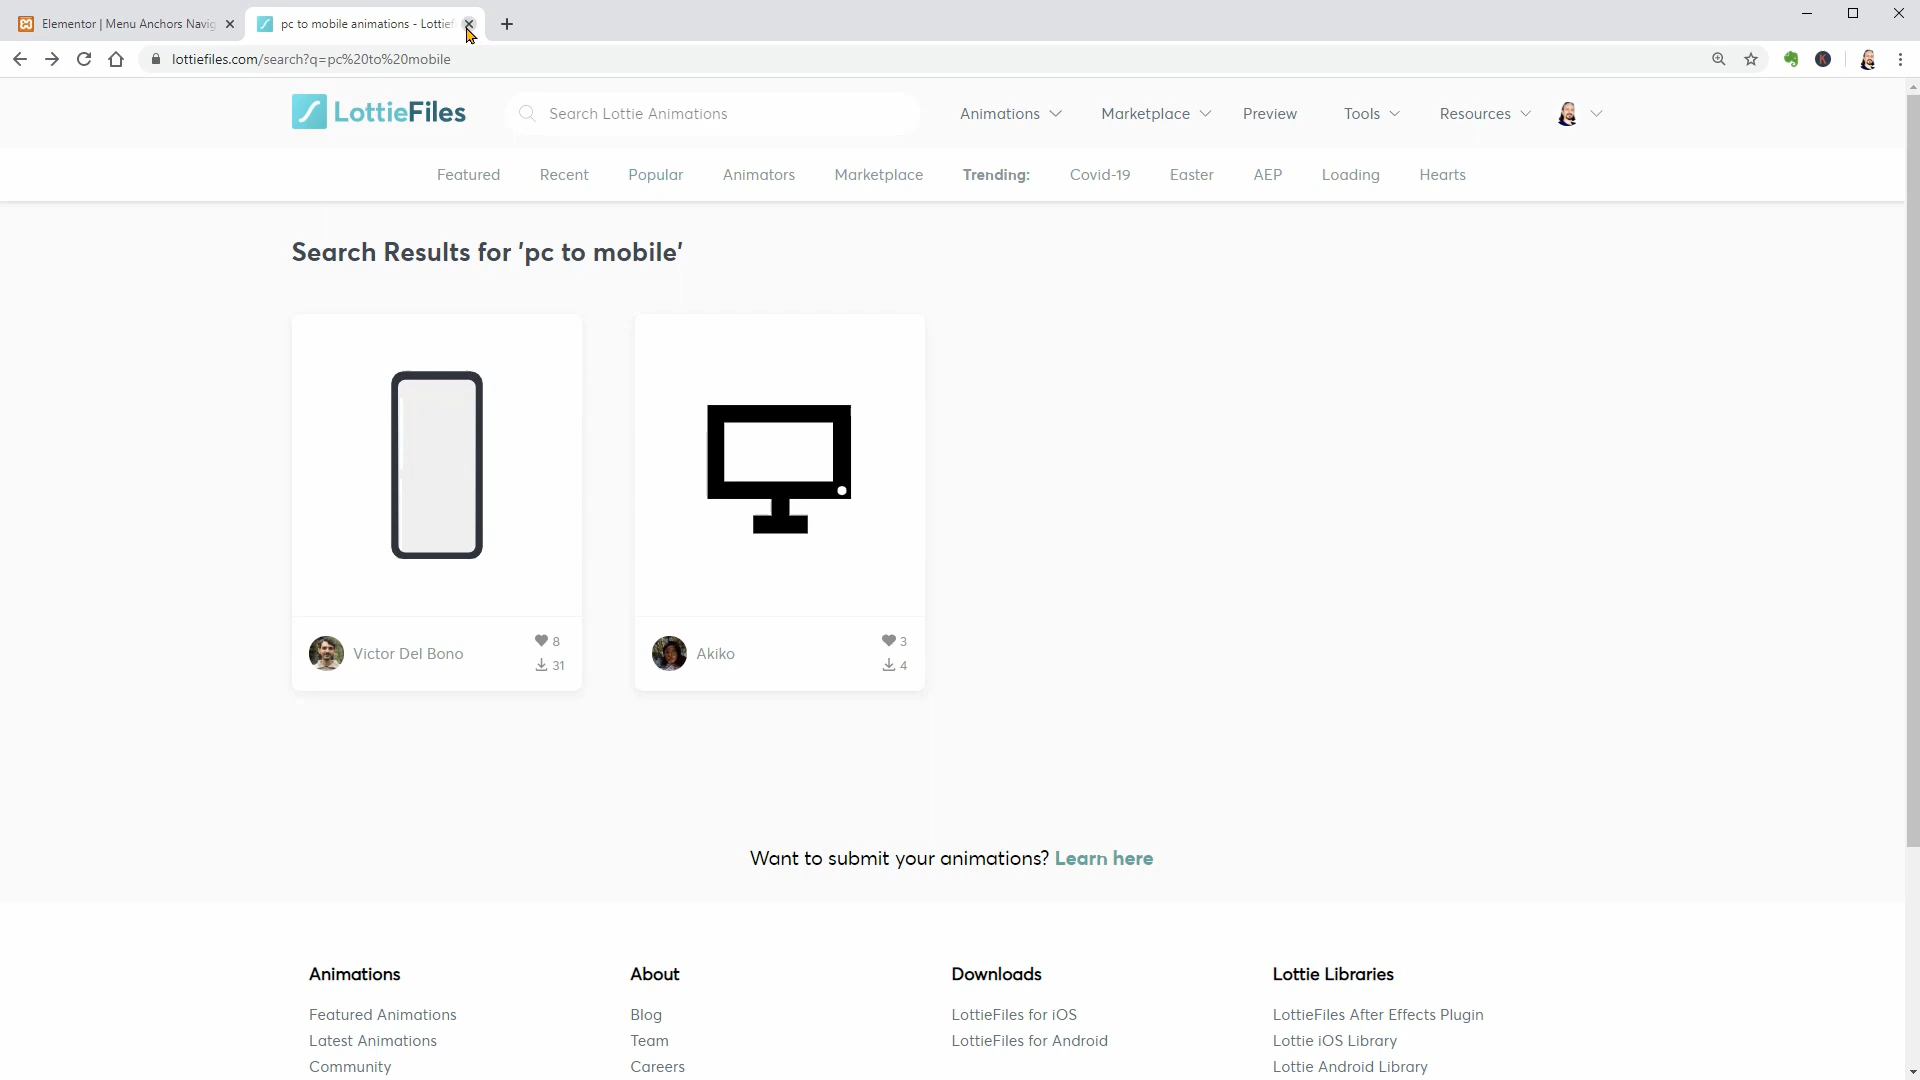 Elementor | Menu Anchors Navig
pc to mobile animations - Lottief
lottiefiles.com/search?q=pc%20to%20mobile
K
LottieFiles
Search Lottie Animations
Animations
Marketplace
Preview
Tools
Resources
Featured
Recent
Popular
Animators
Marketplace
Trending:
Covid-19
Easter
AEP
Loading
Hearts
Search Results for 'pc to mobile'
Victor Del Bono
8
31
Akiko
3
4
Want to submit your animations? Learn here
Animations
Featured Animations
Latest Animations
Community
About
Blog
Team
Careers
Downloads
LottieFiles for iOS
LottieFiles for Android
Lottie Libraries
LottieFiles After Effects Plugin
Lottie iOS Library
Lottie Android Library